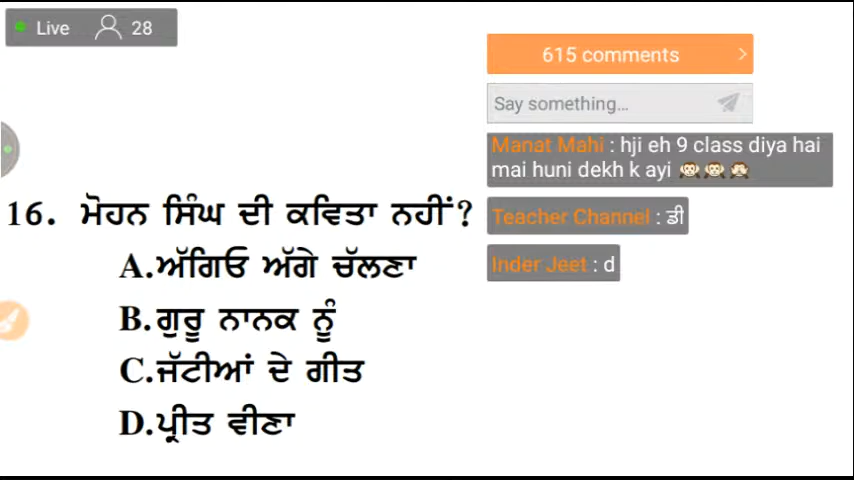 Live 28
615 comments
Say something...
Manat Mahi : hji eh 9 class diya hai
mai huni dekh k ayi 🙊🙊🙈
Teacher Channel : ਡੀ
Inder Jeet : d
16. ਮੋਹਨ ਸਿੰਘ ਦੀ ਕਵਿਤਾ ਨਹੀਂ?
A.ਅੱਗਿਓ ਅੱਗੇ ਚੱਲਣਾ
B.ਗੁਰੂ ਨਾਨਕ ਨੂੰ
C.ਜੱਟੀਆਂ ਦੇ ਗੀਤ
D.ਪ੍ਰੀਤ ਵੀਣਾ